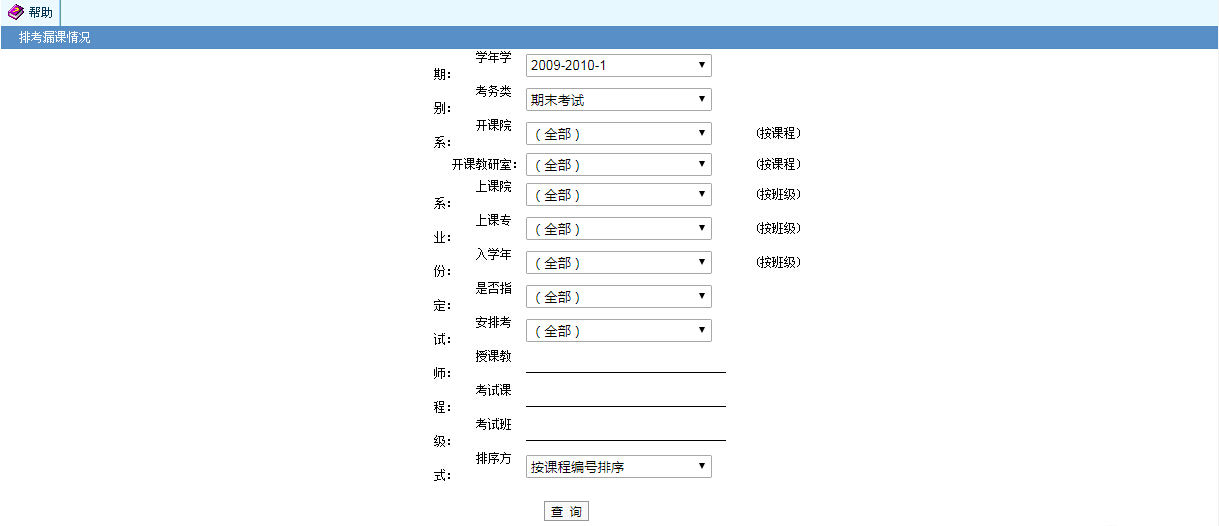 帮助
排考漏课情况
学年学期： 2009-2010-1
考务类别： 期末考试
开课院系： （全部） （按课程）
开课教研室： （全部） （按课程）
上课院系： （全部） （按班级）
上课专业： （全部） （按班级）
入学年份： （全部） （按班级）
是否指定： （全部）
安排考试： （全部）
授课教师：
考试课程：
考试班级：
排序方式： 按课程编号排序
查 询